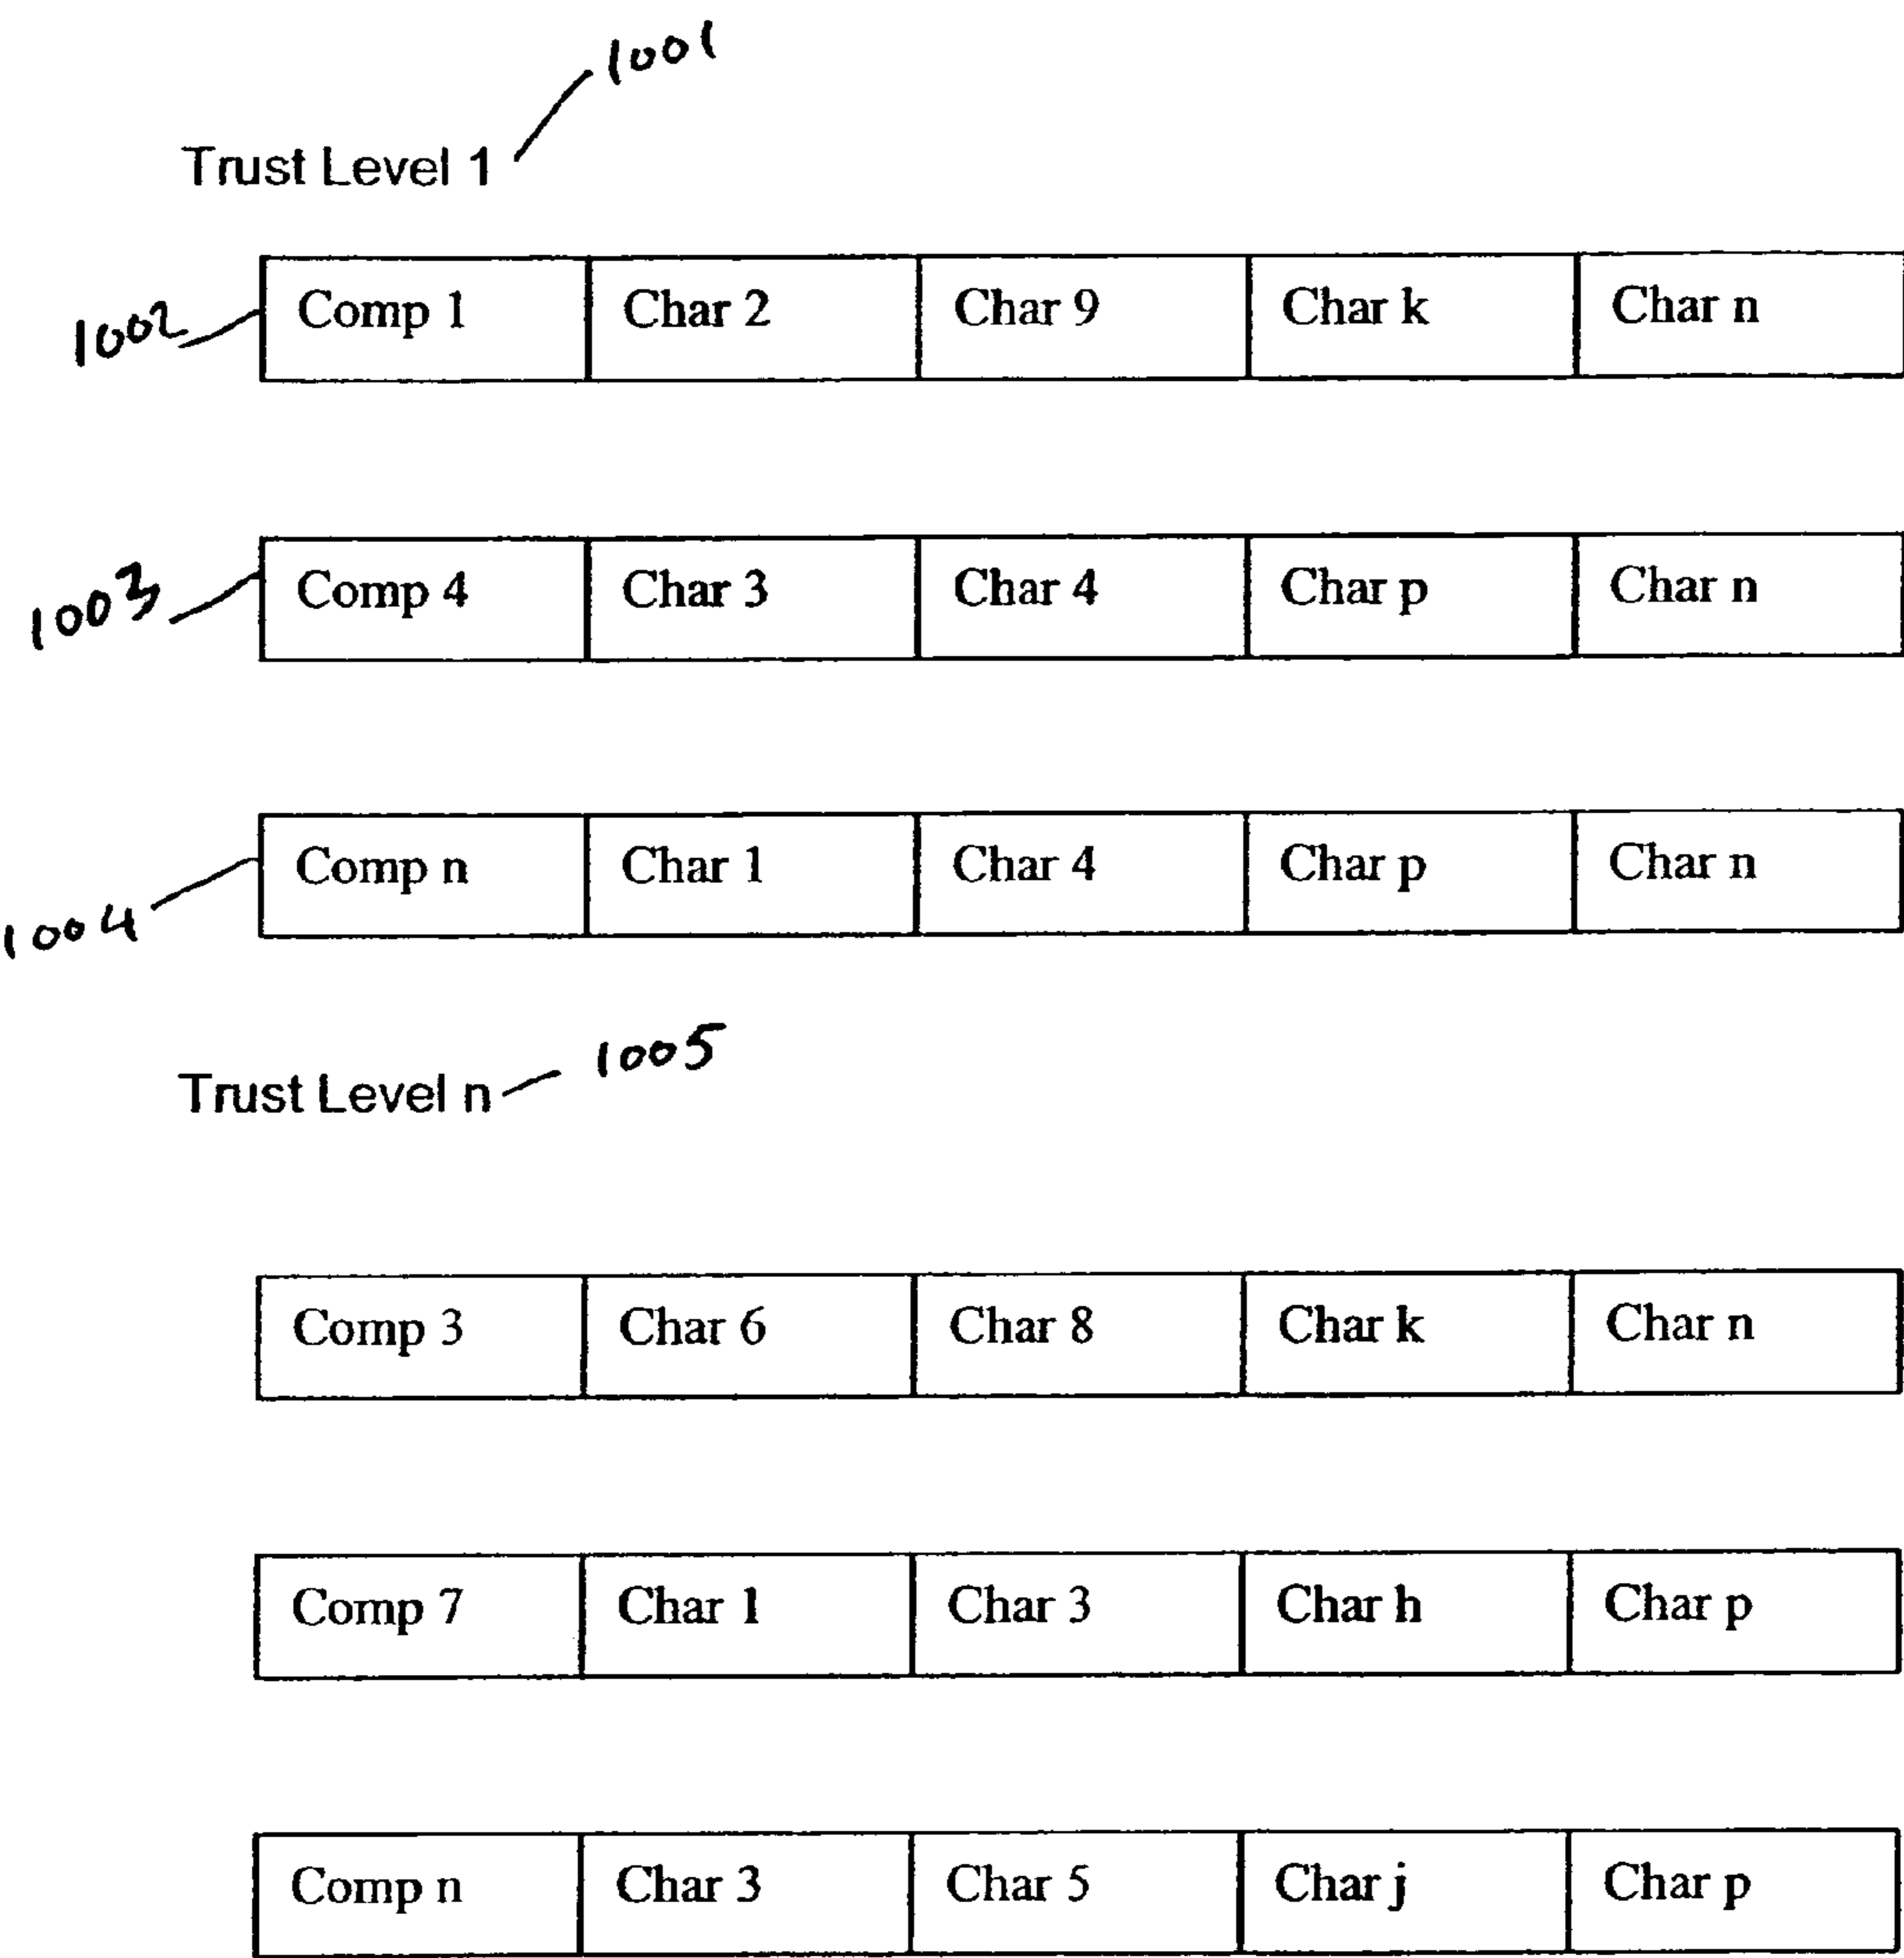 1001
Trust Level 1
1002 Comp 1 Char 2 Char 9 Char k Char n
1003 Comp 4 Char 3 Char 4 Char p Char n
1004 Comp n Char 1 Char 4 Char p Char n
Trust Level n 1005
Comp 3 Char 6 Char 8 Char k Char n
Comp 7 Char 1 Char 3 Char h Char p
Comp n Char 3 Char 5 Char j Char p